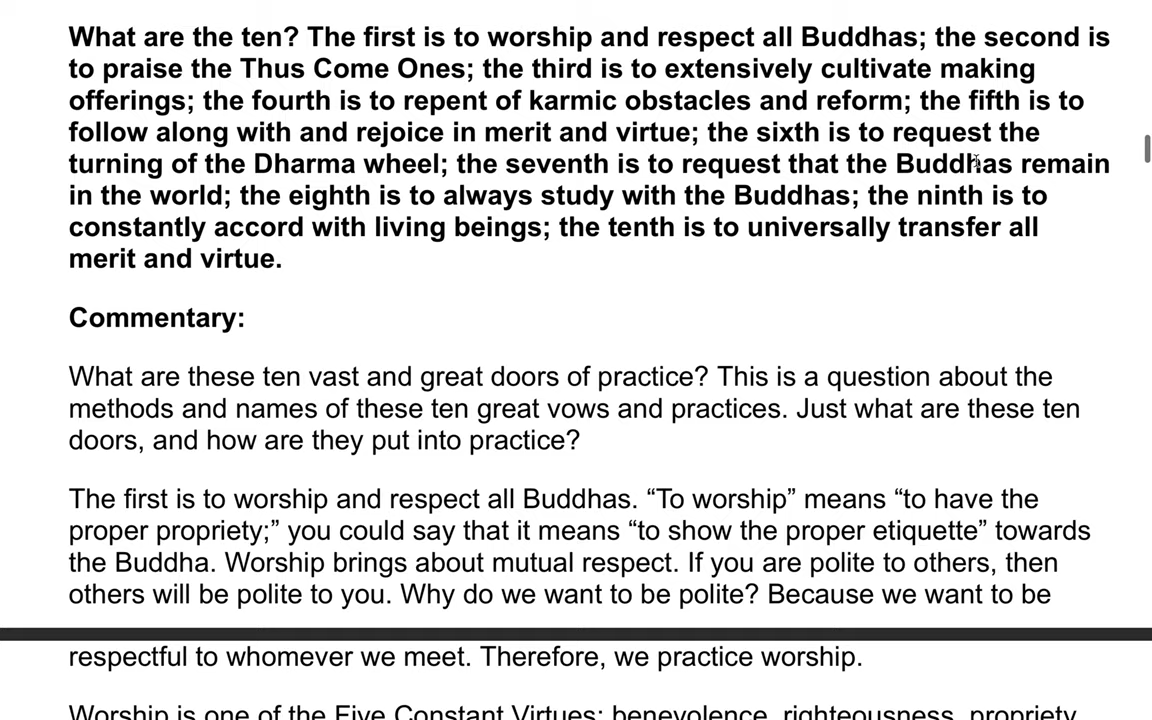 What are the ten? The first is to worship and respect all Buddhas; the second is
to praise the Thus Come Ones; the third is to extensively cultivate making
offerings; the fourth is to repent of karmic obstacles and reform; the fifth is to
follow along with and rejoice in merit and virtue; the sixth is to request the
turning of the Dharma wheel; the seventh is to request that the Buddhas remain
in the world; the eighth is to always study with the Buddhas; the ninth is to
constantly accord with living beings; the tenth is to universally transfer all
merit and virtue.
Commentary:
What are these ten vast and great doors of practice? This is a question about the
methods and names of these ten great vows and practices. Just what are these ten
doors, and how are they put into practice?
The first is to worship and respect all Buddhas. “To worship” means “to have the
proper propriety;” you could say that it means “to show the proper etiquette” towards
the Buddha. Worship brings about mutual respect. If you are polite to others, then
others will be polite to you. Why do we want to be polite? Because we want to be
respectful to whomever we meet. Therefore, we practice worship.
Worship is one of the Five Constant Virtues: benevolence, righteousness, propriety,